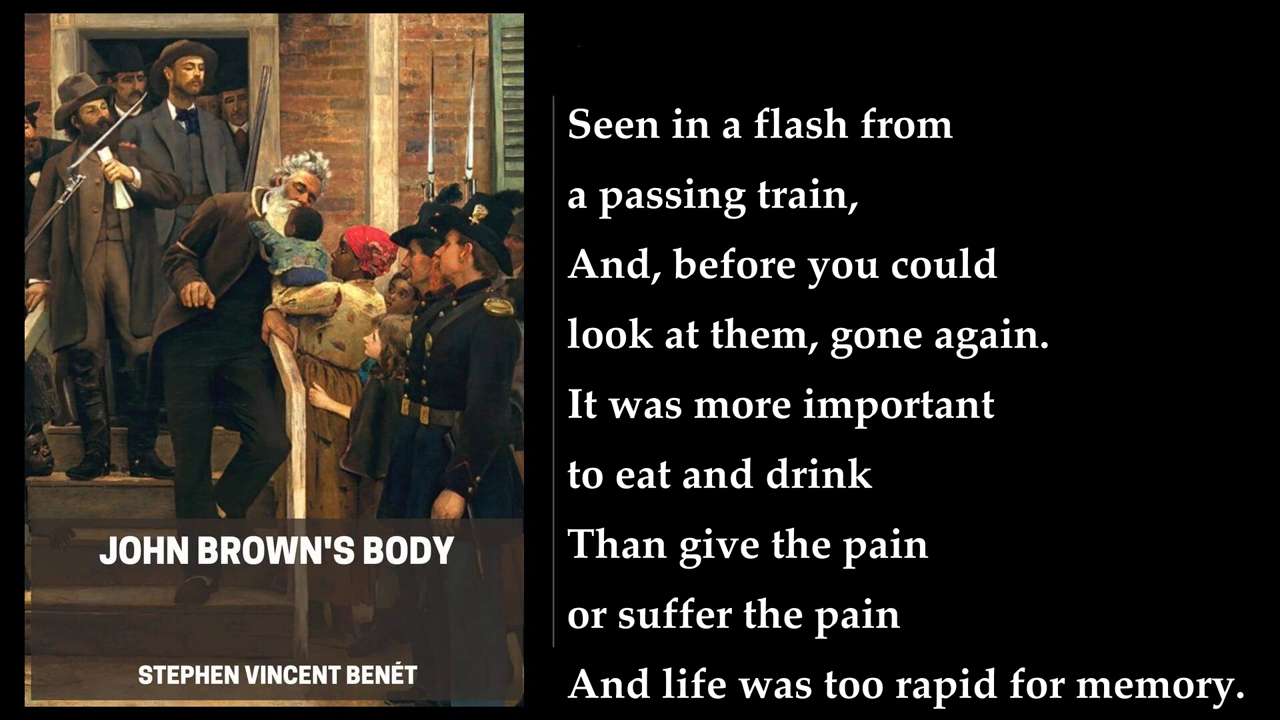 JOHN BROWN'S BODY
STEPHEN VINCENT BENÉT
Seen in a flash from
a passing train,
And, before you could
look at them, gone again.
It was more important
to eat and drink
Than give the pain
or suffer the pain
And life was too rapid for memory.